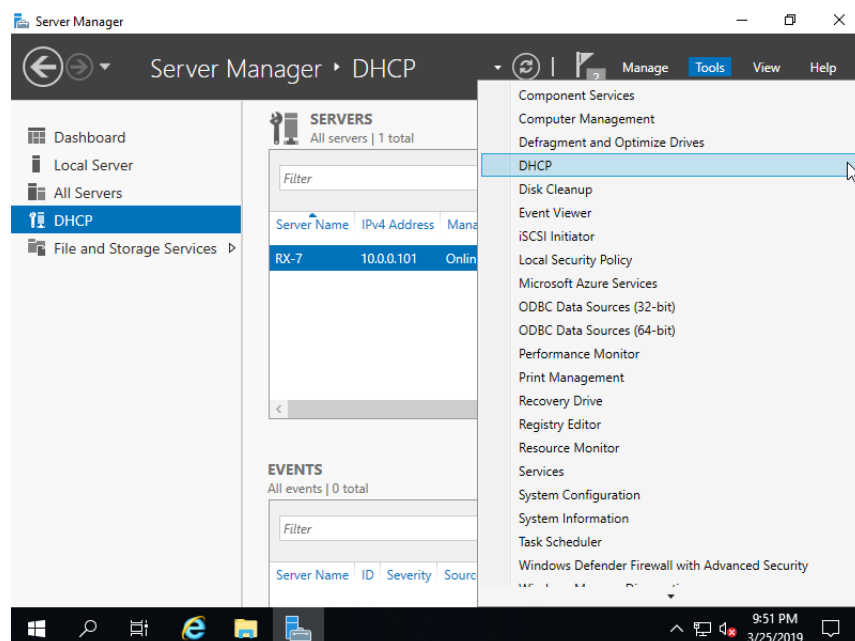 Server Manager
Server Manager ‣ DHCP
2
Manage Tools View Help
Dashboard
Local Server
All Servers
DHCP
File and Storage Services
SERVERS
All servers | 1 total
Filter
Server Name IPv4 Address Mana
RX-7 10.0.0.101 Onlin
EVENTS
All events | 0 total
Filter
Server Name ID Severity Sourc
Component Services
Computer Management
Defragment and Optimize Drives
DHCP
Disk Cleanup
Event Viewer
iSCSI Initiator
Local Security Policy
Microsoft Azure Services
ODBC Data Sources (32-bit)
ODBC Data Sources (64-bit)
Performance Monitor
Print Management
Recovery Drive
Registry Editor
Resource Monitor
Services
System Configuration
System Information
Task Scheduler
Windows Defender Firewall with Advanced Security
9:51 PM
3/25/2019